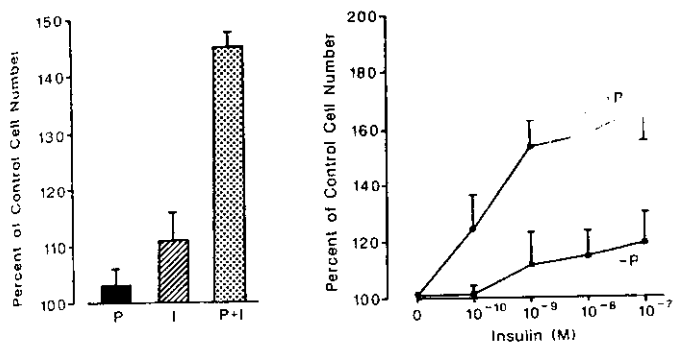 Percent of Control Cell Number
150
140
130
120
110
100
P I P+I
Percent of Control Cell Number
200
180
160
140
120
100
P
-P
0 10-10 10-9 10-8 10-7
Insulin (M)